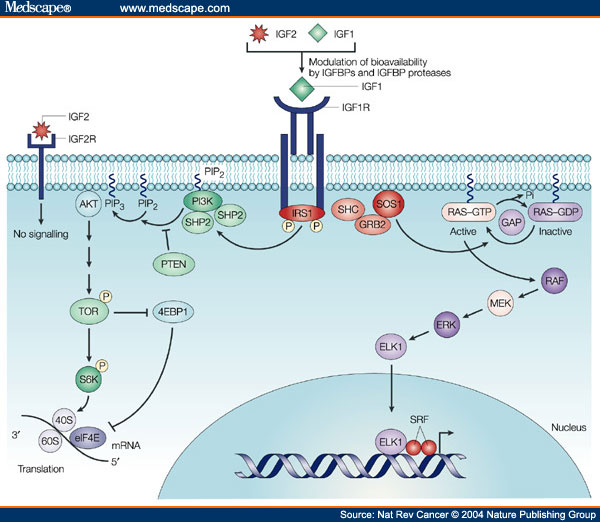 Medscape® www.medscape.com
IGF2 IGF1
Modulation of bioavailability
by IGFBPs and IGFBP proteases
IGF1
IGF1R
IGF2
IGF2R
No signalling
PIP2
AKT
PIP3
PIP2
PI3K
SHP2
SHP2
PTEN
IRS1
P
P
SHC
GRB2
SOS1
RAS–GTP
Active
Pi
GAP
RAS–GDP
Inactive
RAF
MEK
ERK
ELK1
TOR
P
4EBP1
S6K
P
40S
60S
eIF4E
mRNA
3′
5′
Translation
SRF
ELK1
Nucleus
Source: Nat Rev Cancer © 2004 Nature Publishing Group